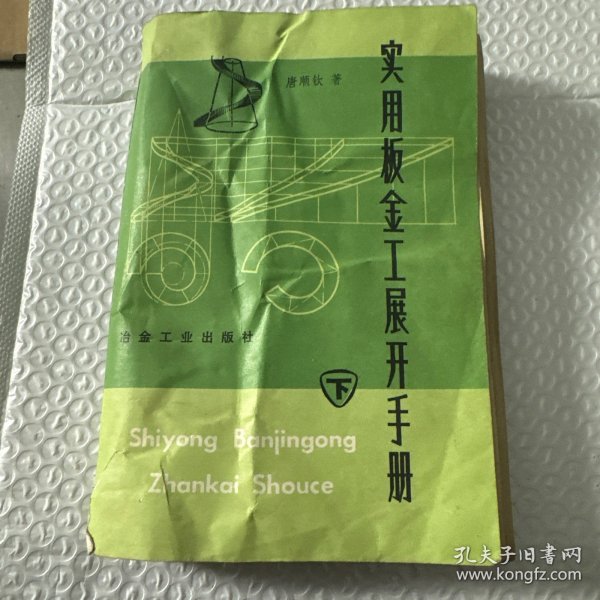 唐顺钦 著
实用板金工展开手册
冶金工业出版社
下
Shiyong Banjingong
Zhankai Shouce
孔夫子旧书网
www.kongfz.com